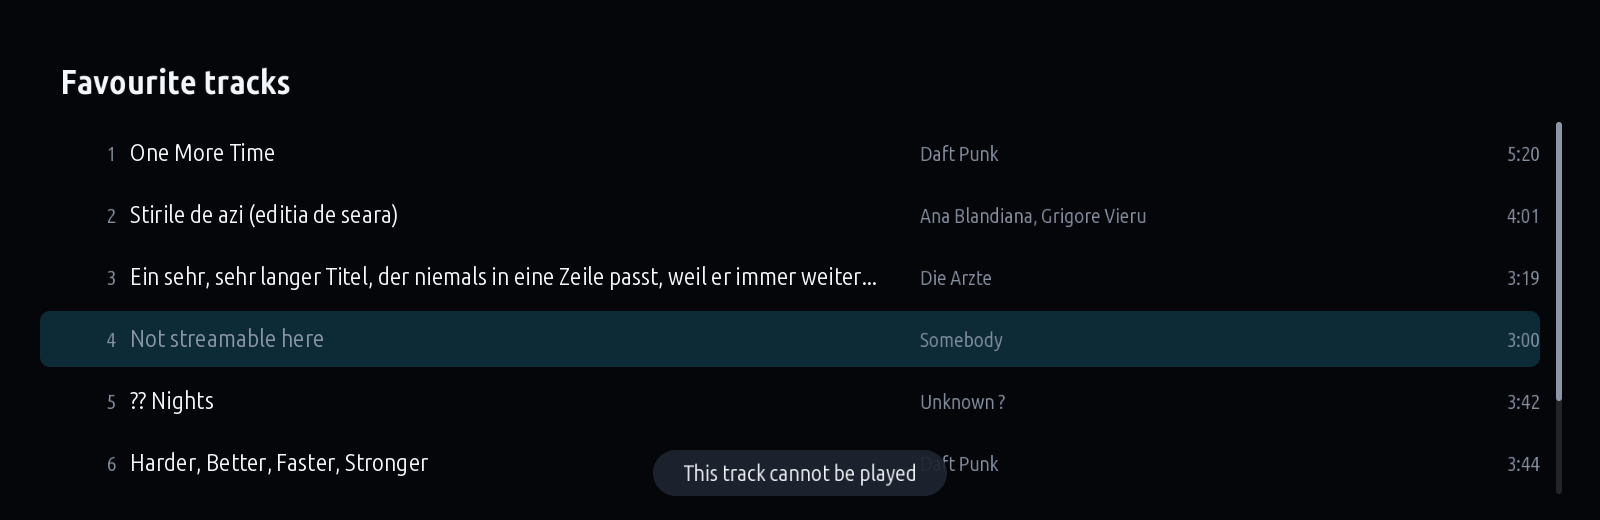 Favourite tracks
1 One More Time Daft Punk 5:20
2 Stirile de azi (editia de seara) Ana Blandiana, Grigore Vieru 4:01
3 Ein sehr, sehr langer Titel, der niemals in eine Zeile passt, weil er immer weiter... Die Arzte 3:19
4 Not streamable here Somebody 3:00
5 ?? Nights Unknown ? 3:42
6 Harder, Better, Faster, Stronger Daft Punk 3:44
This track cannot be played